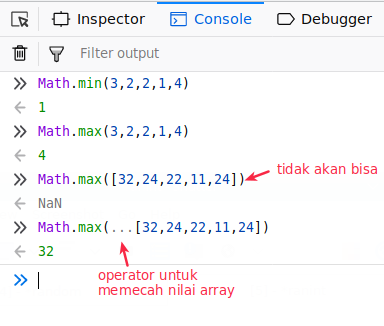 Inspector Console Debugger
Filter output
Math.min(3,2,2,1,4)
1
Math.max(3,2,2,1,4)
4
Math.max([32,24,22,11,24])
tidak akan bisa
NaN
Math.max(...[32,24,22,11,24])
32
operator untuk
memecah nilai array